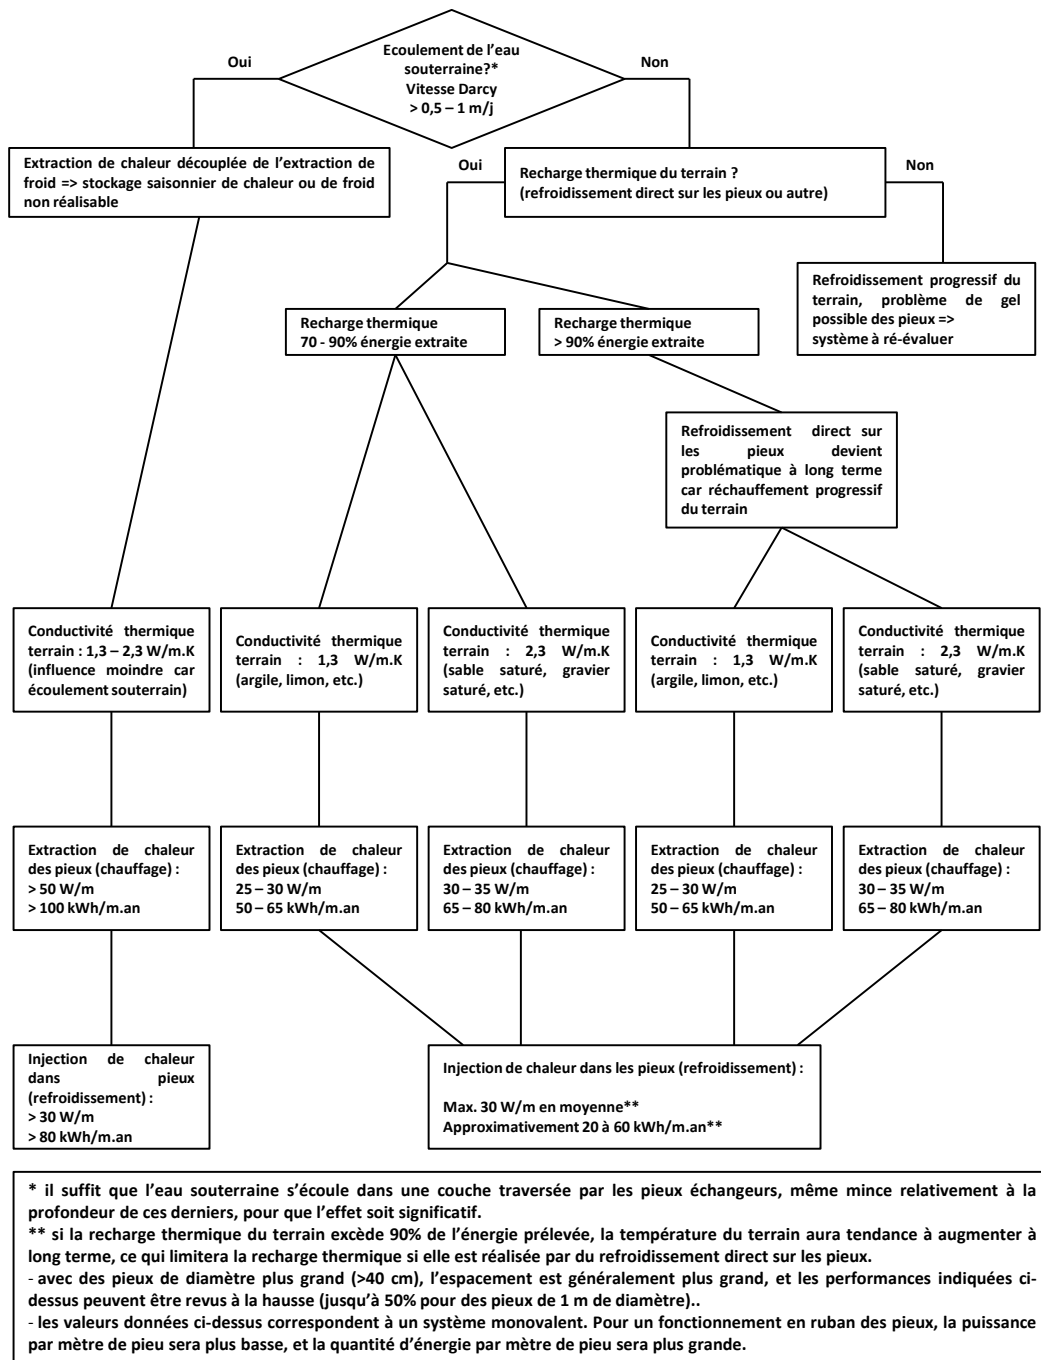 Ecoulement de l'eau
souterraine?*
Vitesse Darcy
> 0,5 – 1 m/j
Oui
Non
Extraction de chaleur découplée de l'extraction de
froid => stockage saisonnier de chaleur ou de froid
non réalisable
Oui
Recharge thermique du terrain ?
(refroidissement direct sur les pieux ou autre)
Non
Refroidissement progressif du
terrain, problème de gel
possible des pieux =>
système à ré-évaluer
Recharge thermique
70 - 90% énergie extraite
Recharge thermique
> 90% énergie extraite
Refroidissement direct sur
les pieux devient
problématique à long terme
car réchauffement progressif
du terrain
Conductivité thermique
terrain : 1,3 – 2,3 W/m.K
(influence moindre car
écoulement souterrain)
Conductivité thermique
terrain : 1,3 W/m.K
(argile, limon, etc.)
Conductivité thermique
terrain : 2,3 W/m.K
(sable saturé, gravier
saturé, etc.)
Conductivité thermique
terrain : 1,3 W/m.K
(argile, limon, etc.)
Conductivité thermique
terrain : 2,3 W/m.K
(sable saturé, gravier
saturé, etc.)
Extraction de chaleur
des pieux (chauffage) :
> 50 W/m
> 100 kWh/m.an
Extraction de chaleur
des pieux (chauffage) :
25 – 30 W/m
50 – 65 kWh/m.an
Extraction de chaleur
des pieux (chauffage) :
30 – 35 W/m
65 – 80 kWh/m.an
Extraction de chaleur
des pieux (chauffage) :
25 – 30 W/m
50 – 65 kWh/m.an
Extraction de chaleur
des pieux (chauffage) :
30 – 35 W/m
65 – 80 kWh/m.an
Injection de chaleur
dans pieux
(refroidissement) :
> 30 W/m
> 80 kWh/m.an
Injection de chaleur dans les pieux (refroidissement) :
Max. 30 W/m en moyenne**
Approximativement 20 à 60 kWh/m.an**
* il suffit que l'eau souterraine s'écoule dans une couche traversée par les pieux échangeurs, même mince relativement à la
profondeur de ces derniers, pour que l'effet soit significatif.
** si la recharge thermique du terrain excède 90% de l'énergie prélevée, la température du terrain aura tendance à augmenter à
long terme, ce qui limitera la recharge thermique si elle est réalisée par du refroidissement direct sur les pieux.
- avec des pieux de diamètre plus grand (>40 cm), l'espacement est généralement plus grand, et les performances indiquées ci-
dessus peuvent être revus à la hausse (jusqu'à 50% pour des pieux de 1 m de diamètre)..
- les valeurs données ci-dessus correspondent à un système monovalent. Pour un fonctionnement en ruban des pieux, la puissance
par mètre de pieu sera plus basse, et la quantité d'énergie par mètre de pieu sera plus grande.